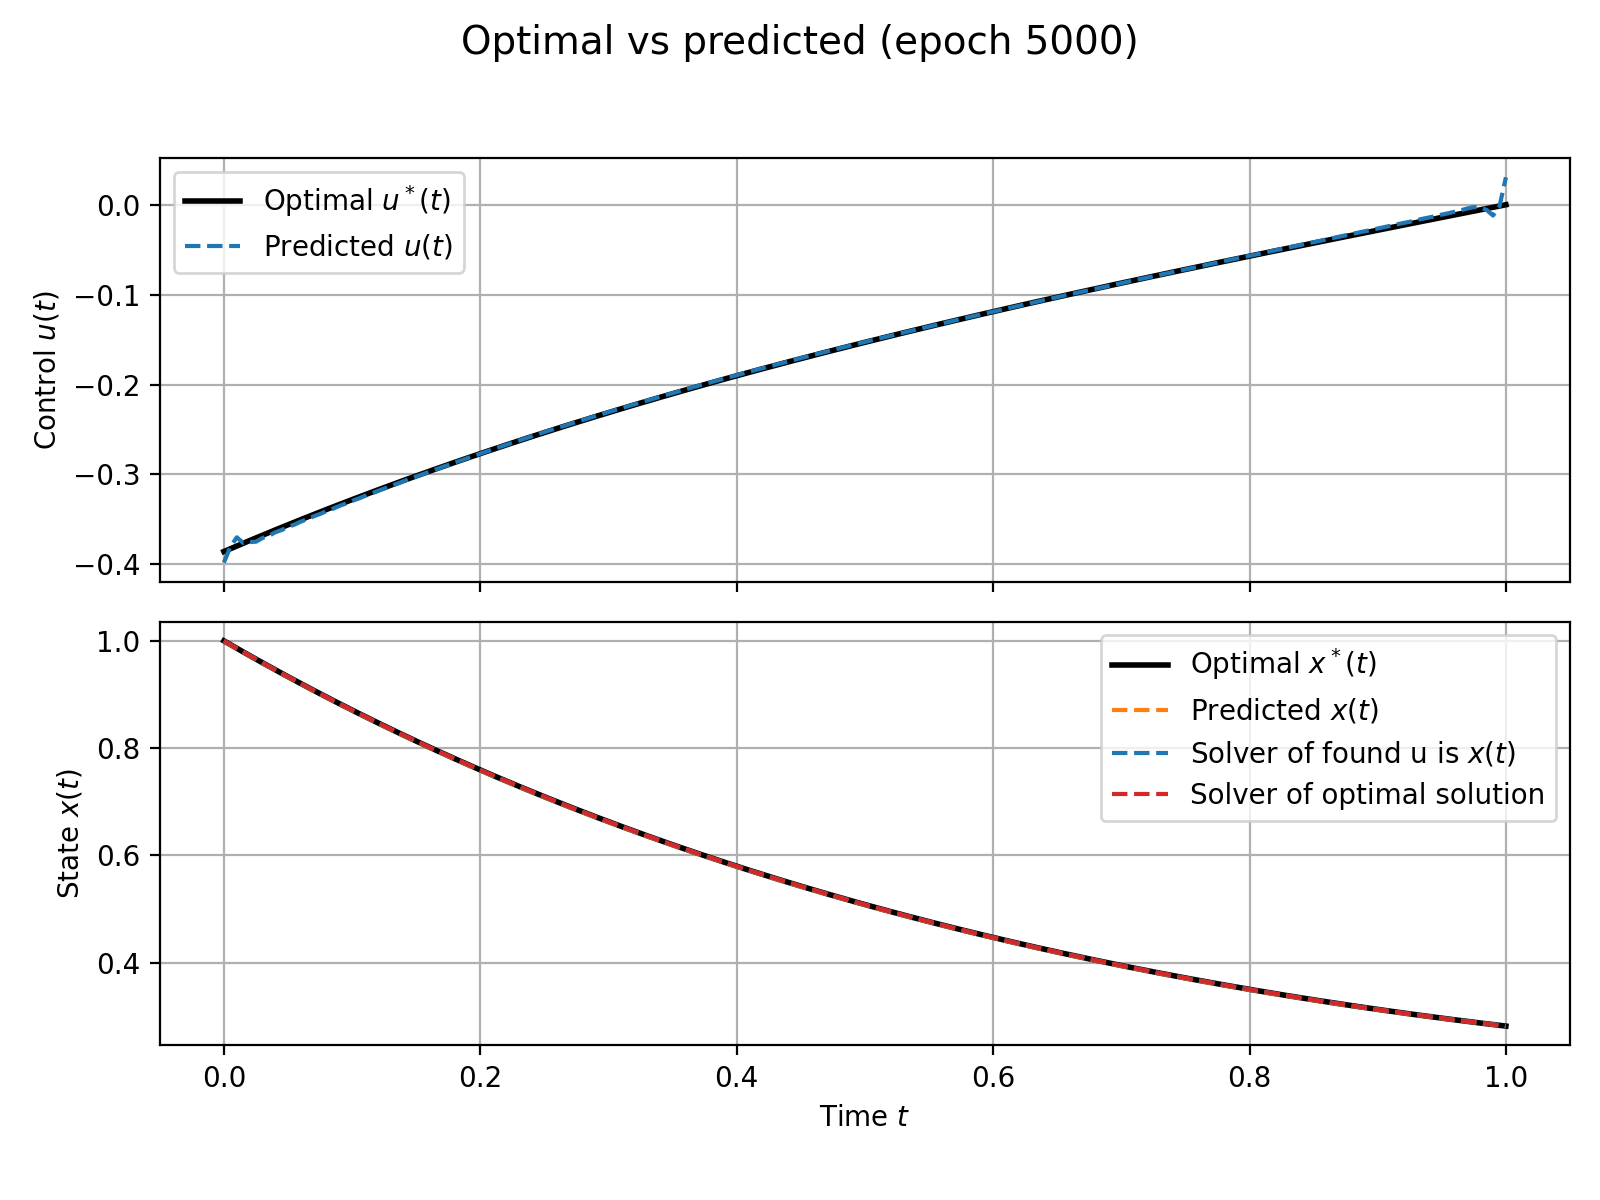 Optimal vs predicted (epoch 5000)
Optimal u*(t)
Predicted u(t)
Control u(t)
0.0
−0.1
−0.2
−0.3
−0.4
Optimal x*(t)
Predicted x(t)
Solver of found u is x(t)
Solver of optimal solution
State x(t)
1.0
0.8
0.6
0.4
0.0 0.2 0.4 0.6 0.8 1.0
Time t